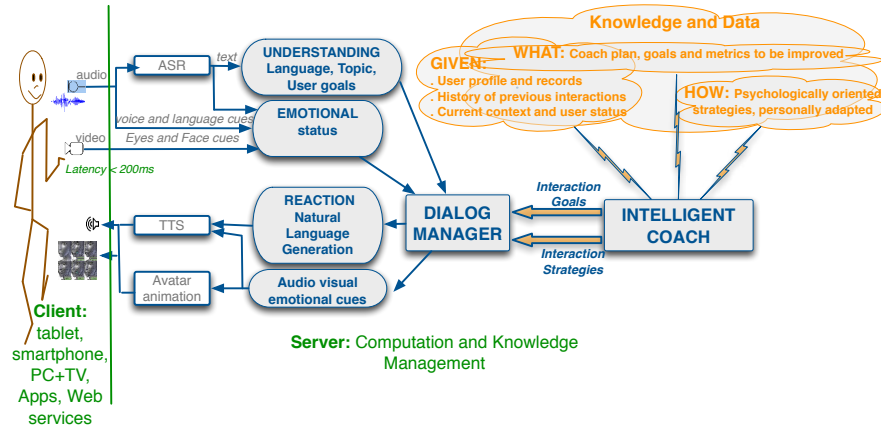 Knowledge and Data
WHAT: Coach plan, goals and metrics to be improved
GIVEN:
. User profile and records
. History of previous interactions
. Current context and user status
HOW: Psychologically oriented
strategies, personally adapted
audio
ASR
text
UNDERSTANDING
Language, Topic,
User goals
voice and language cues
EMOTIONAL
status
Eyes and Face cues
video
Latency < 200ms
TTS
REACTION
Natural
Language
Generation
DIALOG
MANAGER
Interaction
Goals
INTELLIGENT
COACH
Interaction
Strategies
Avatar
animation
Audio visual
emotional cues
Client:
tablet,
smartphone,
PC+TV,
Apps, Web
services
Server: Computation and Knowledge
Management